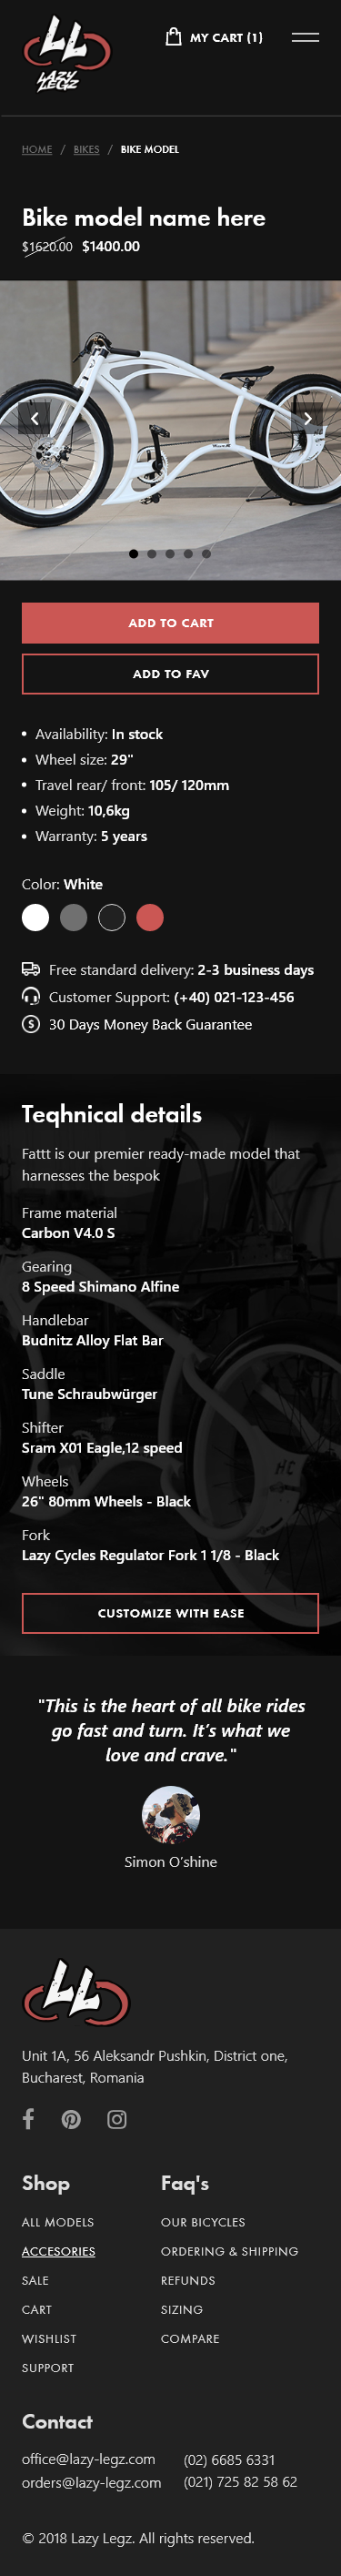 LL
LAZY
LEGZ
MY CART (1)
HOME / BIKES / BIKE MODEL
Bike model name here
$1620.00 $1400.00
ADD TO CART
ADD TO FAV
Availability: In stock
Wheel size: 29"
Travel rear/ front: 105/ 120mm
Weight: 10,6kg
Warranty: 5 years
Color: White
Free standard delivery: 2-3 business days
Customer Support: (+40) 021-123-456
30 Days Money Back Guarantee
Teqhnical details
Fattt is our premier ready-made model that
harnesses the bespok
Frame material
Carbon V4.0 S
Gearing
8 Speed Shimano Alfine
Handlebar
Budnitz Alloy Flat Bar
Saddle
Tune Schraubwürger
Shifter
Sram X01 Eagle,12 speed
Wheels
26" 80mm Wheels - Black
Fork
Lazy Cycles Regulator Fork 1 1/8 - Black
CUSTOMIZE WITH EASE
"This is the heart of all bike rides
go fast and turn. It's what we
love and crave."
Simon O'shine
LL
Unit 1A, 56 Aleksandr Pushkin, District one,
Bucharest, Romania
Shop
ALL MODELS
ACCESORIES
SALE
CART
WISHLIST
SUPPORT
Faq's
OUR BICYCLES
ORDERING & SHIPPING
REFUNDS
SIZING
COMPARE
Contact
office@lazy-legz.com
orders@lazy-legz.com
(02) 6685 6331
(021) 725 82 58 62
© 2018 Lazy Legz. All rights reserved.